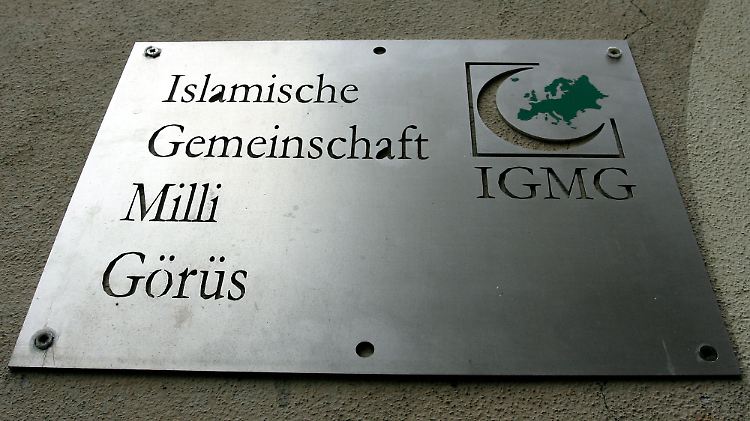 Islamische
Gemeinschaft
Milli
Görüs
IGMG